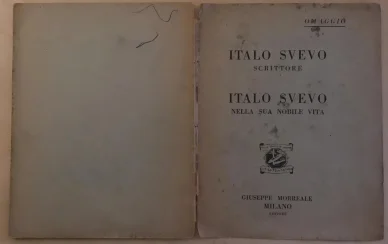 OMAGGIO
ITALO SVEVO
SCRITTORE
ITALO SVEVO
NELLA SUA NOBILE VITA
GIUSEPPE MORREALE
MILANO